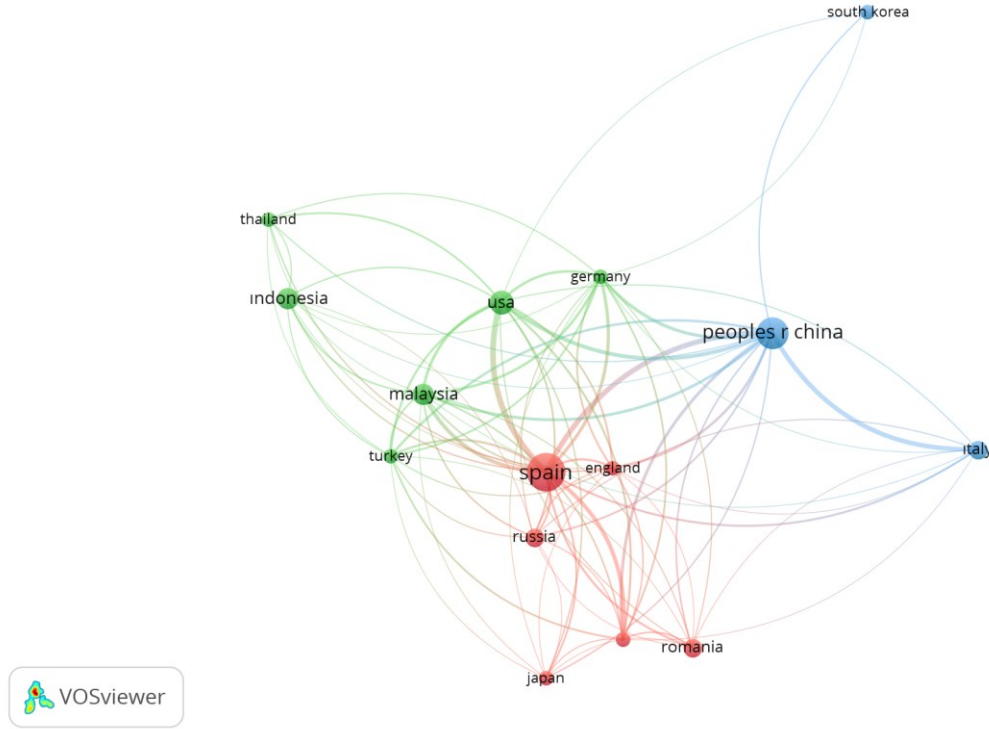 south korea
thailand
germany
ındonesia
usa
peoples r china
malaysia
ıtaly
turkey
england
spain
russia
romania
japan
VOSviewer